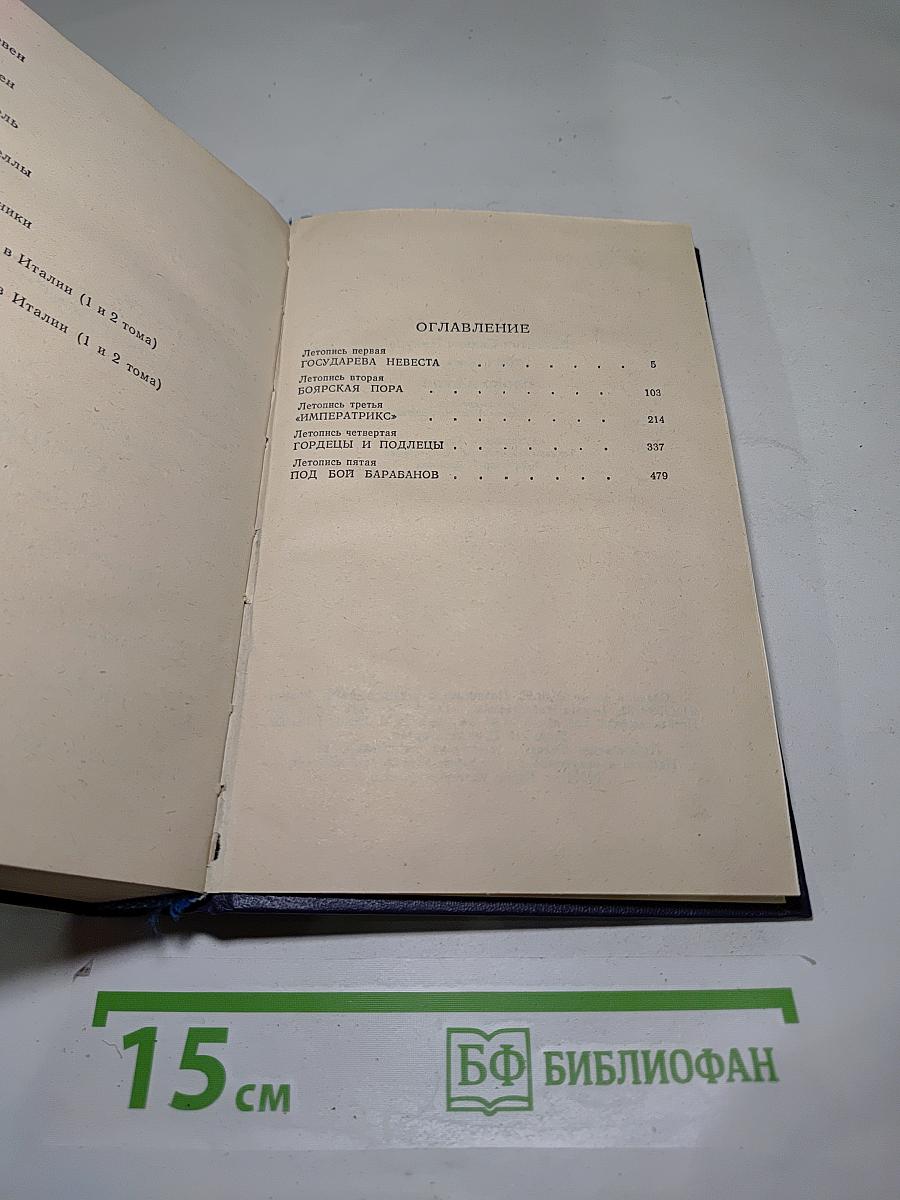 в Италии (1 и 2 тома)
в Италии (1 и 2 тома)
ОГЛАВЛЕНИЕ
Летопись первая
ГОСУДАРЕВА НЕВЕСТА . . . . . . . 5
Летопись вторая
БОЯРСКАЯ ПОРА . . . . . . . . 103
Летопись третья
«ИМПЕРАТРИКС» . . . . . . . . 214
Летопись четвертая
ГОРДЕЦЫ И ПОДЛЕЦЫ . . . . . . . 337
Летопись пятая
ПОД БОЙ БАРАБАНОВ . . . . . . . 479
15 см
БФ БИБЛИОФАН